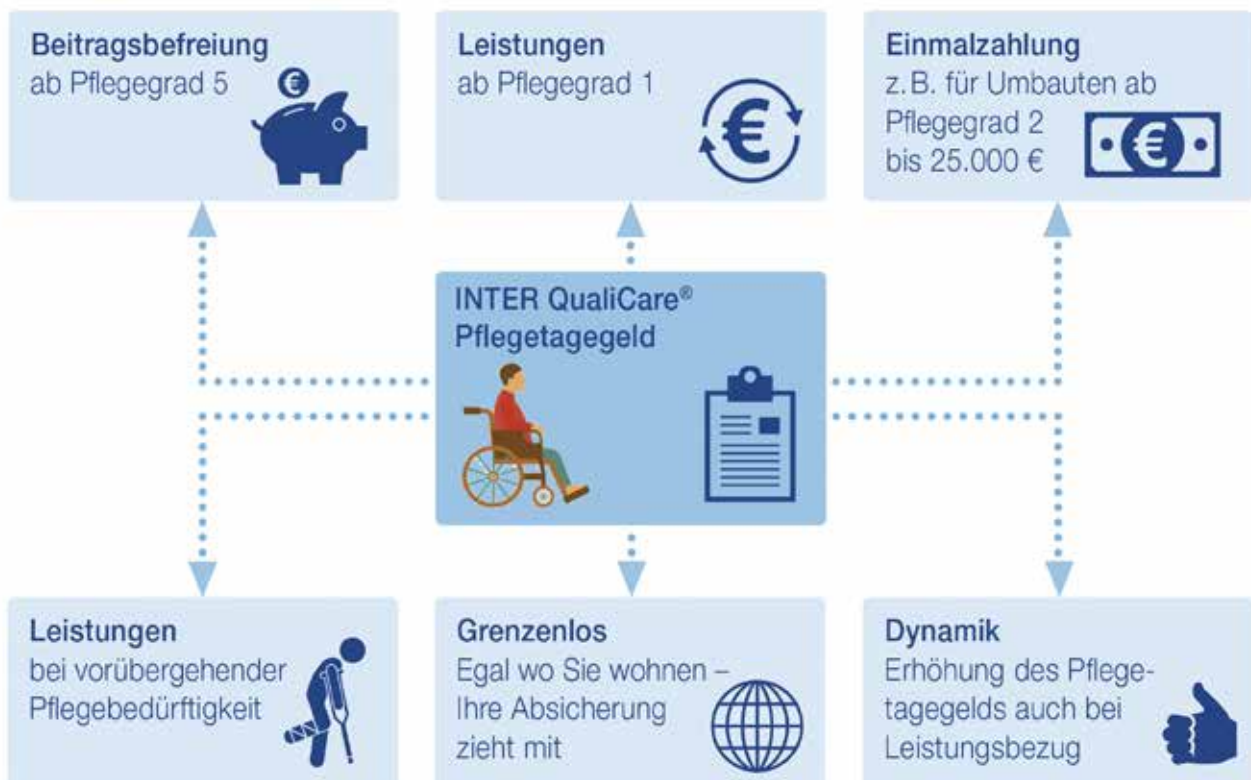 Beitragsbefreiung
ab Pflegegrad 5
Leistungen
ab Pflegegrad 1
Einmalzahlung
z. B. für Umbauten ab
Pflegegrad 2
bis 25.000 €
INTER QualiCare®
Pflegetagegeld
Leistungen
bei vorübergehender
Pflegebedürftigkeit
Grenzenlos
Egal wo Sie wohnen –
Ihre Absicherung
zieht mit
Dynamik
Erhöhung des Pflege-
tagegelds auch bei
Leistungsbezug